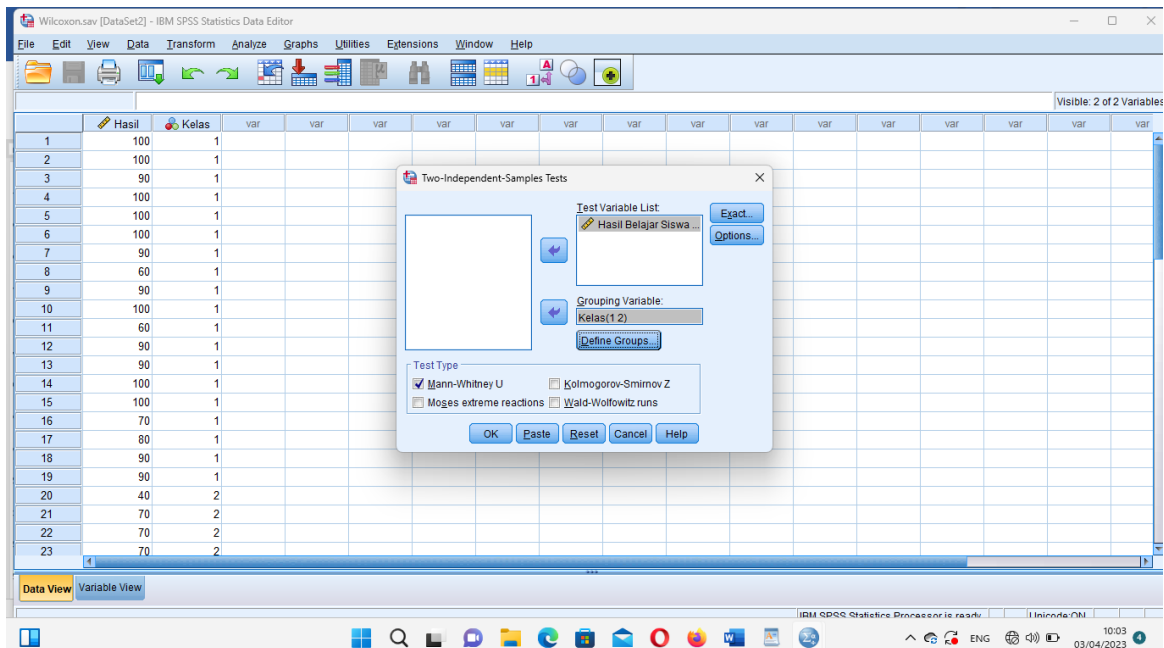 Wilcoxon.sav [DataSet2] - IBM SPSS Statistics Data Editor
File Edit View Data Transform Analyze Graphs Utilities Extensions Window Help
Visible: 2 of 2 Variables
Hasil Kelas var var var var var var var var var var var var var var var
1 100 1
2 100 1
3 90 1
4 100 1
5 100 1
6 100 1
7 90 1
8 60 1
9 90 1
10 100 1
11 60 1
12 90 1
13 90 1
14 100 1
15 100 1
16 70 1
17 80 1
18 90 1
19 90 1
20 40 2
21 70 2
22 70 2
23 70 2
Two-Independent-Samples Tests
Test Variable List:
Hasil Belajar Siswa ...
Exact...
Options...
Grouping Variable:
Kelas(1 2)
Define Groups...
Test Type
Mann-Whitney U Kolmogorov-Smirnov Z
Moses extreme reactions Wald-Wolfowitz runs
OK Paste Reset Cancel Help
Data View Variable View
IBM SPSS Statistics Processor is ready Unicode:ON
ENG 10:03 4
03/04/2023